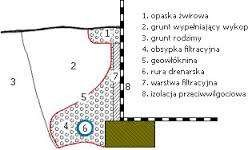 1. opaska żwirowa
2. grunt wypełniający wykop
3. grunt rodzimy
4. obsypka filtracyjna
5. geowłóknina
6. rura drenarska
7. warstwa filtracyjna
8. izolacja przeciwwilgociowa
1
2
7
3
8
5
4
6